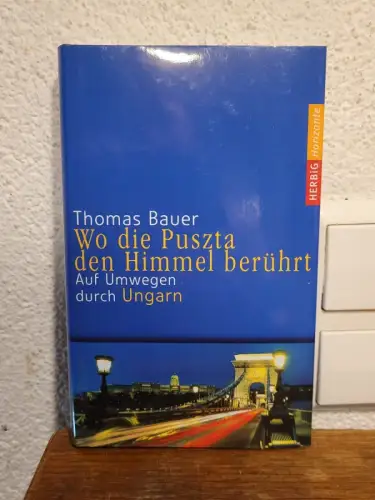 HERBiG Horizonte
Thomas Bauer
Wo die Puszta
den Himmel berührt
Auf Umwegen
durch Ungarn